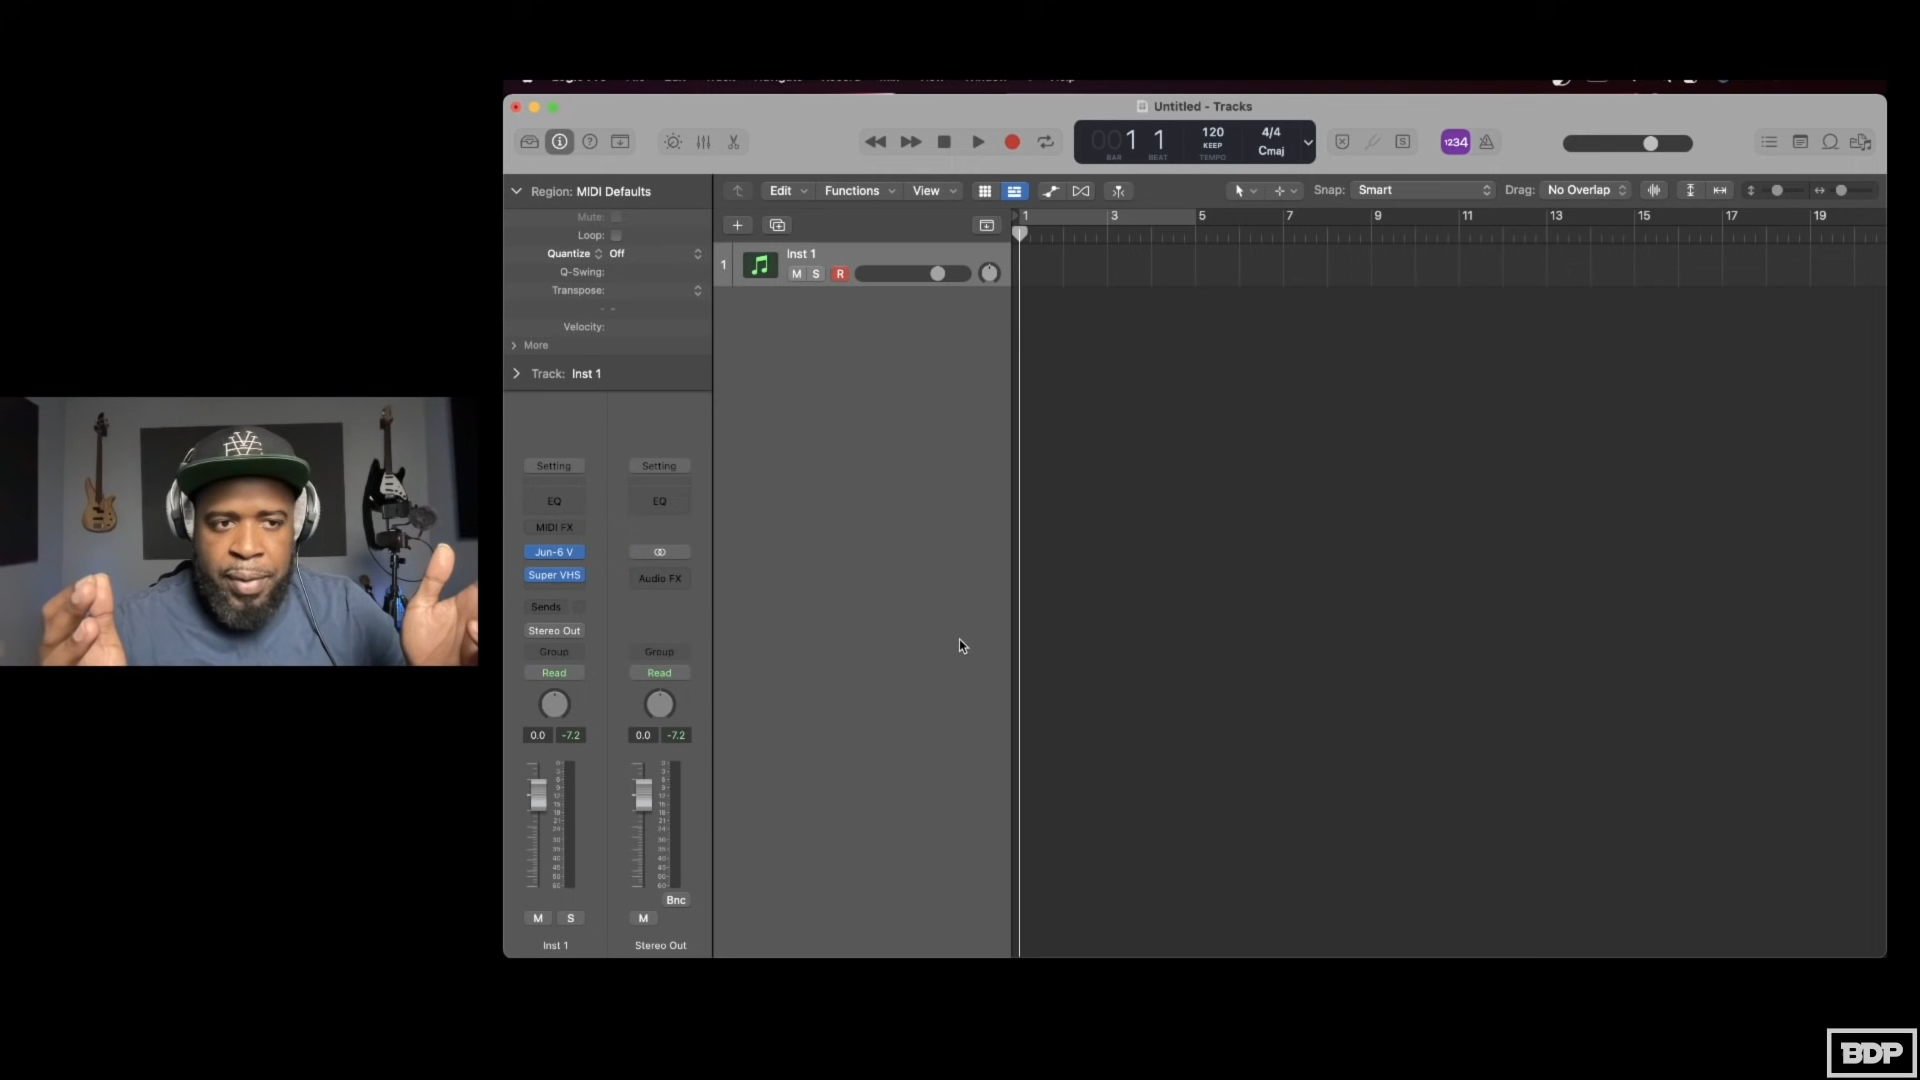 Untitled - Tracks
001 1
BAR BEAT
120
KEEP
TEMPO
4/4
Cmaj
1234
Region: MIDI Defaults
Edit Functions View
Snap: Smart
Drag: No Overlap
Mute:
Loop:
Quantize Off
Q-Swing:
Transpose:
Velocity:
More
Track: Inst 1
1 3 5 7 9 11 13 15 17 19
1
Inst 1
M S R
Setting Setting
EQ EQ
MIDI FX
Jun-6 V
Super VHS
Audio FX
Sends
Stereo Out
Group Group
Read Read
0.0 -7.2 0.0 -7.2
Bnc
M S M
Inst 1 Stereo Out
BDP